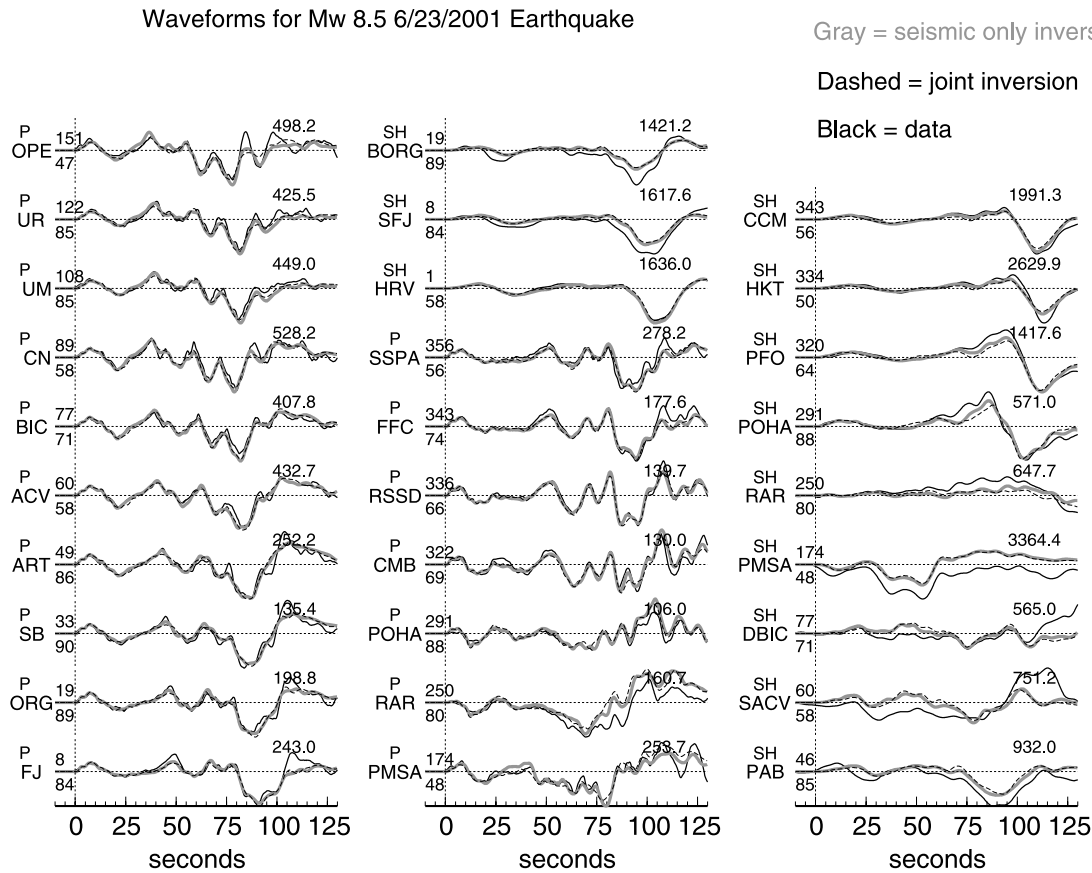 Waveforms for Mw 8.5 6/23/2001 Earthquake
Gray = seismic only invers
Dashed = joint inversion
Black = data
P
151
OPE
47
498.2
P
122
UR
85
425.5
P
108
UM
85
449.0
P
89
CN
58
528.2
P
77
BIC
71
407.8
P
60
ACV
58
432.7
P
49
ART
86
252.2
P
33
SB
90
135.4
P
19
ORG
89
198.8
P
8
FJ
84
243.0
0 25 50 75 100 125
seconds
SH
19
BORG
89
1421.2
SH
8
SFJ
84
1617.6
SH
1
HRV
58
1636.0
P
356
SSPA
56
278.2
P
343
FFC
74
177.6
P
336
RSSD
66
139.7
P
322
CMB
69
130.0
P
291
POHA
88
106.0
P
250
RAR
80
160.7
P
174
PMSA
48
253.7
0 25 50 75 100 125
seconds
SH
343
CCM
56
1991.3
SH
334
HKT
50
2629.9
SH
320
PFO
64
1417.6
SH
291
POHA
88
571.0
SH
250
RAR
80
647.7
SH
174
PMSA
48
3364.4
SH
77
DBIC
71
565.0
SH
60
SACV
58
751.2
SH
46
PAB
85
932.0
0 25 50 75 100 125
seconds